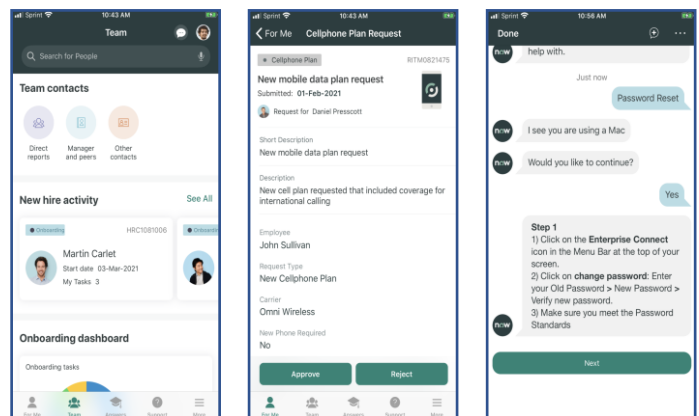 Sprint 10:43 AM
Team
Search for People
Team contacts
Direct reports
Manager and peers
Other contacts
New hire activity See All
Onboarding HRC1081006
Martin Carlet
Start date 03-Mar-2021
My Tasks 3
Onboarding dashboard
Onboarding tasks
For Me Team Answers Support More
Sprint 10:43 AM
For Me Cellphone Plan Request
Cellphone Plan RITM0821475
New mobile data plan request
Submitted: 01-Feb-2021
Request for Daniel Presscott
Short Description
New mobile data plan request
Description
New cell plan requested that included coverage for
international calling
Employee
John Sullivan
Request Type
New Cellphone Plan
Carrier
Omni Wireless
New Phone Required
No
Approve Reject
For Me Team Answers Support More
Sprint 10:56 AM
Done
now help with.
Just now
Password Reset
now I see you are using a Mac
now Would you like to continue?
Yes
Step 1
1) Click on the Enterprise Connect
icon in the Menu Bar at the top of your
screen.
2) Click on change password: Enter
your Old Password > New Password >
Verify new password.
3) Make sure you meet the Password
now Standards
Next